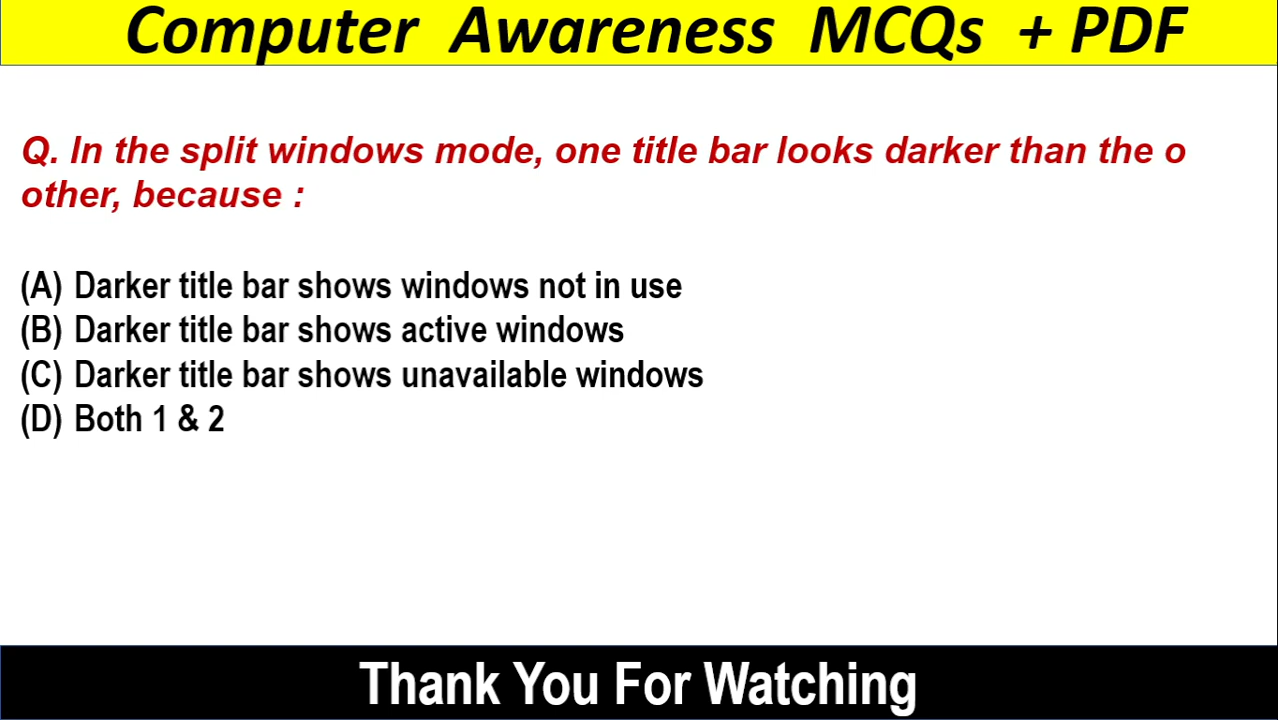 Computer Awareness MCQs + PDF
Q. In the split windows mode, one title bar looks darker than the o
other, because :
(A) Darker title bar shows windows not in use
(B) Darker title bar shows active windows
(C) Darker title bar shows unavailable windows
(D) Both 1 & 2
Thank You For Watching